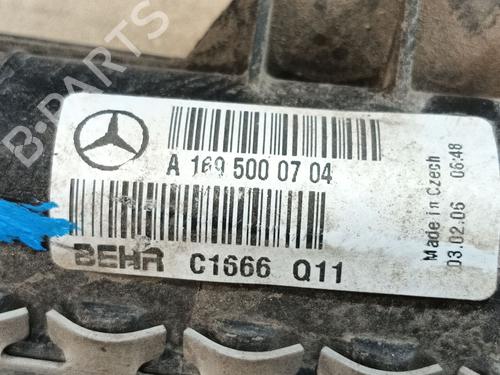 B-PARTS
A 169 500 07 04
BEHR C1666 Q11
Made in Czech
03.02.06 06:48